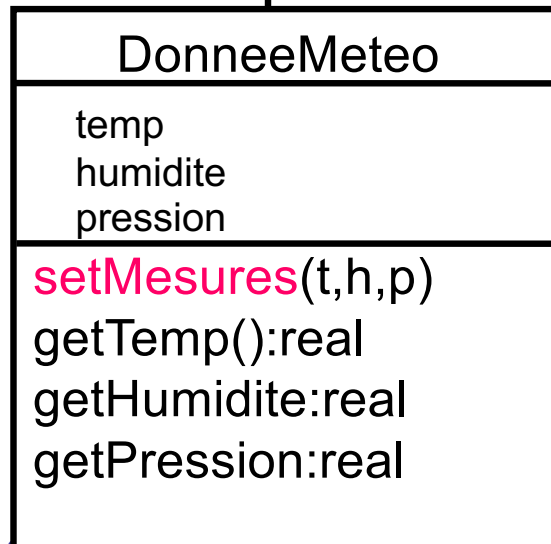 DonneeMeteo
temp
humidite
pression
setMesures(t,h,p)
getTemp():real
getHumidite:real
getPression:real